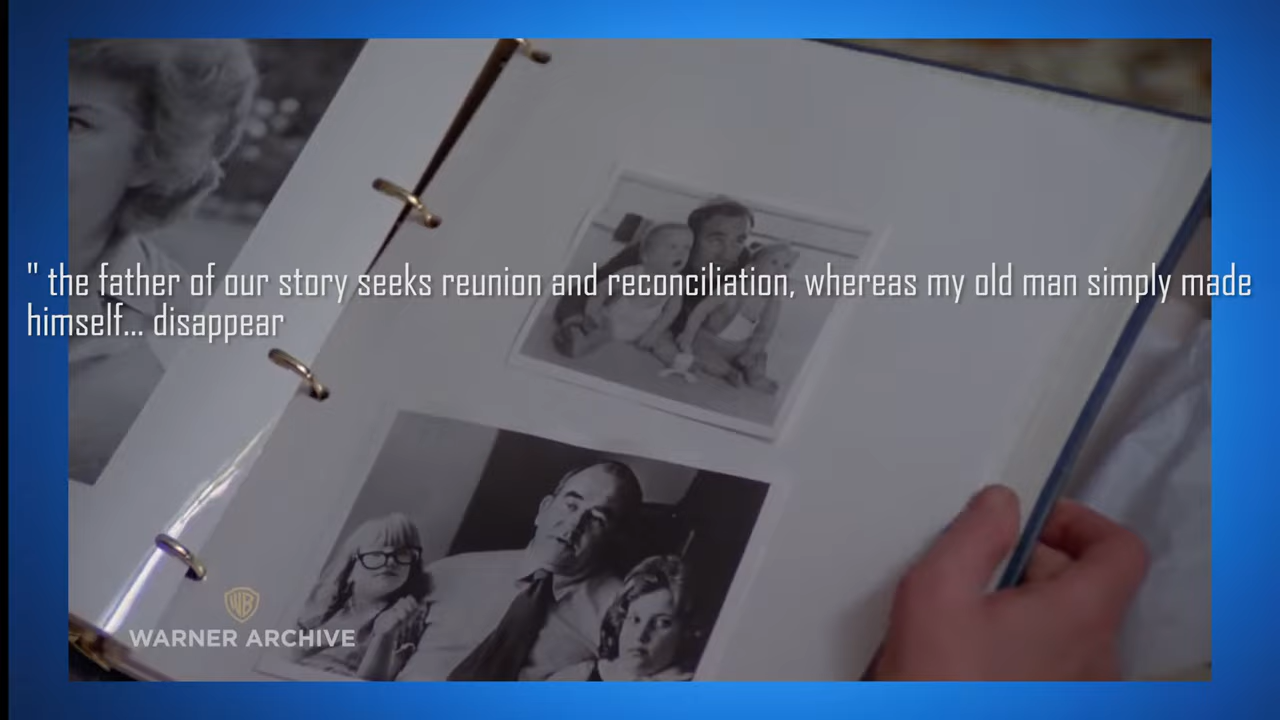 " the father of our story seeks reunion and reconciliation, whereas my old man simply made
himself... disappear
WB
WARNER ARCHIVE